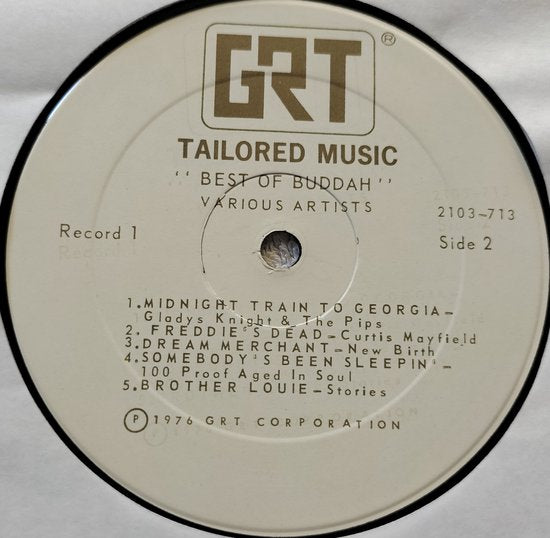 GRT®
TAILORED MUSIC
"BEST OF BUDDAH"
VARIOUS ARTISTS
2103-713
Record 1
Side 2
1. MIDNIGHT TRAIN TO GEORGIA-
Gladys Knight & The Pips
2. FREDDIE'S DEAD-Curtis Mayfield
3. DREAM MERCHANT-New Birth
4. SOMEBODY'S BEEN SLEEPIN'-
100 Proof Aged In Soul
5. BROTHER LOUIE-Stories
Ⓟ 1976 GRT CORPORATION